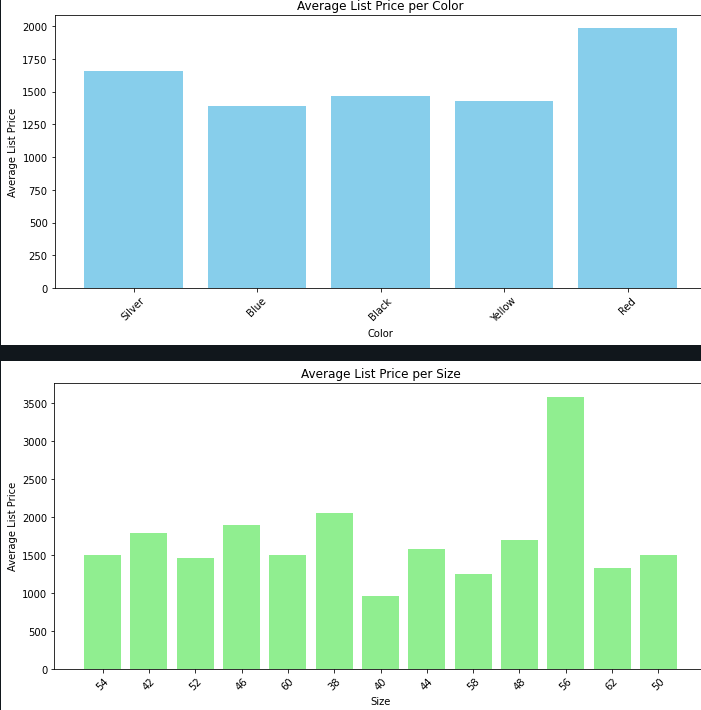 Average List Price per Color
2000
1750
1500
1250
1000
750
500
250
0
Average List Price
Silver
Blue
Black
Yellow
Red
Color
Average List Price per Size
3500
3000
2500
2000
1500
1000
500
0
Average List Price
54
42
52
46
60
38
40
44
58
48
56
62
50
Size